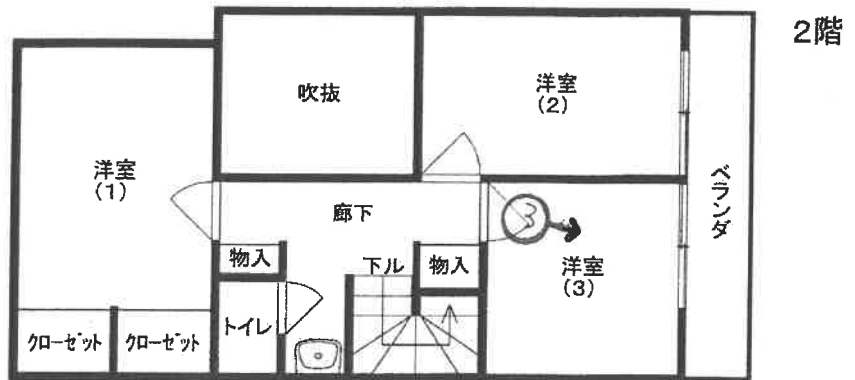 2階
吹抜
洋室
(2)
洋室
(1)
ベランダ
廊下
3
物入
下ル
物入
洋室
(3)
トイレ
クローゼット
クローゼット